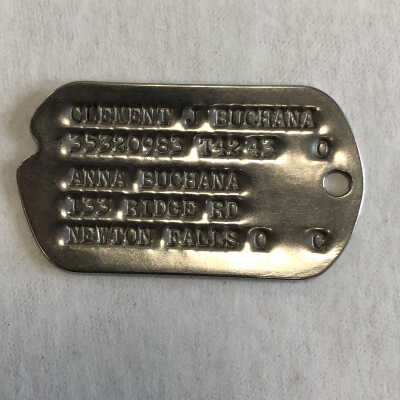 CLEMENT J BUCHANA
35320983 T42 43 O
ANNA BUCHANA
133 RIDGE RD
NEWTON FALLS O C